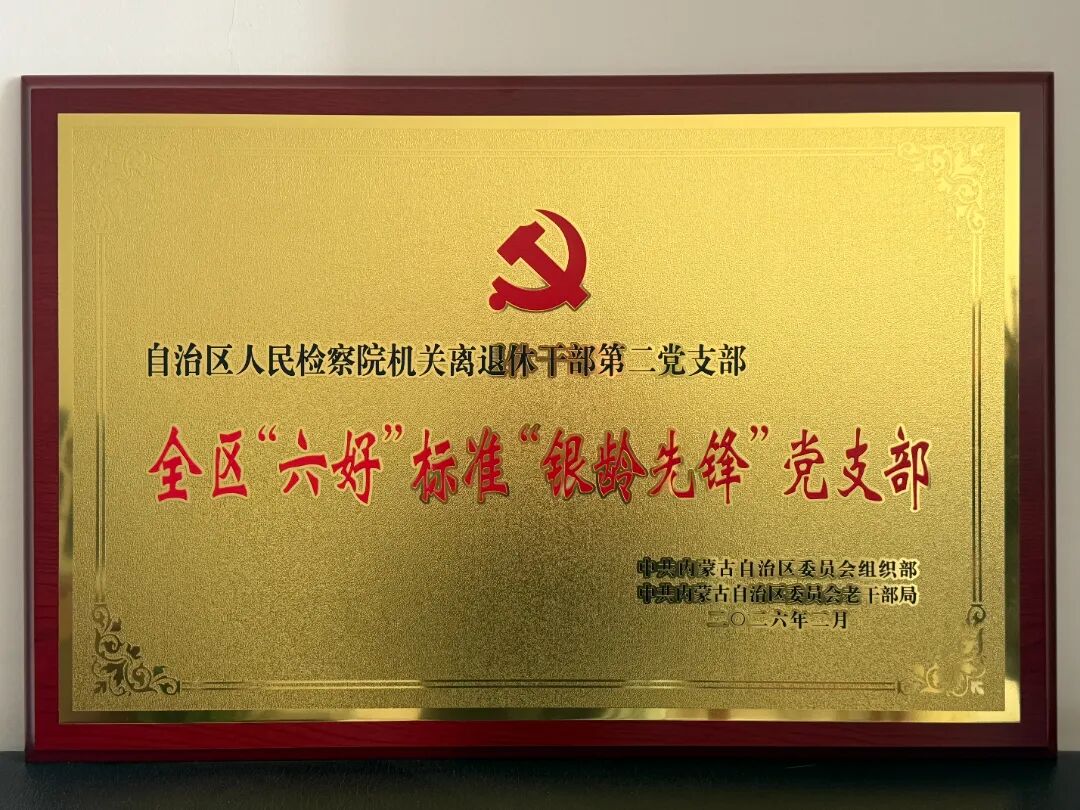 自治区人民检察院机关离退休干部第二党支部
全区“六好”标准“银龄先锋”党支部
中共内蒙古自治区委员会组织部
中共内蒙古自治区委员会老干部局
二〇二六年二月